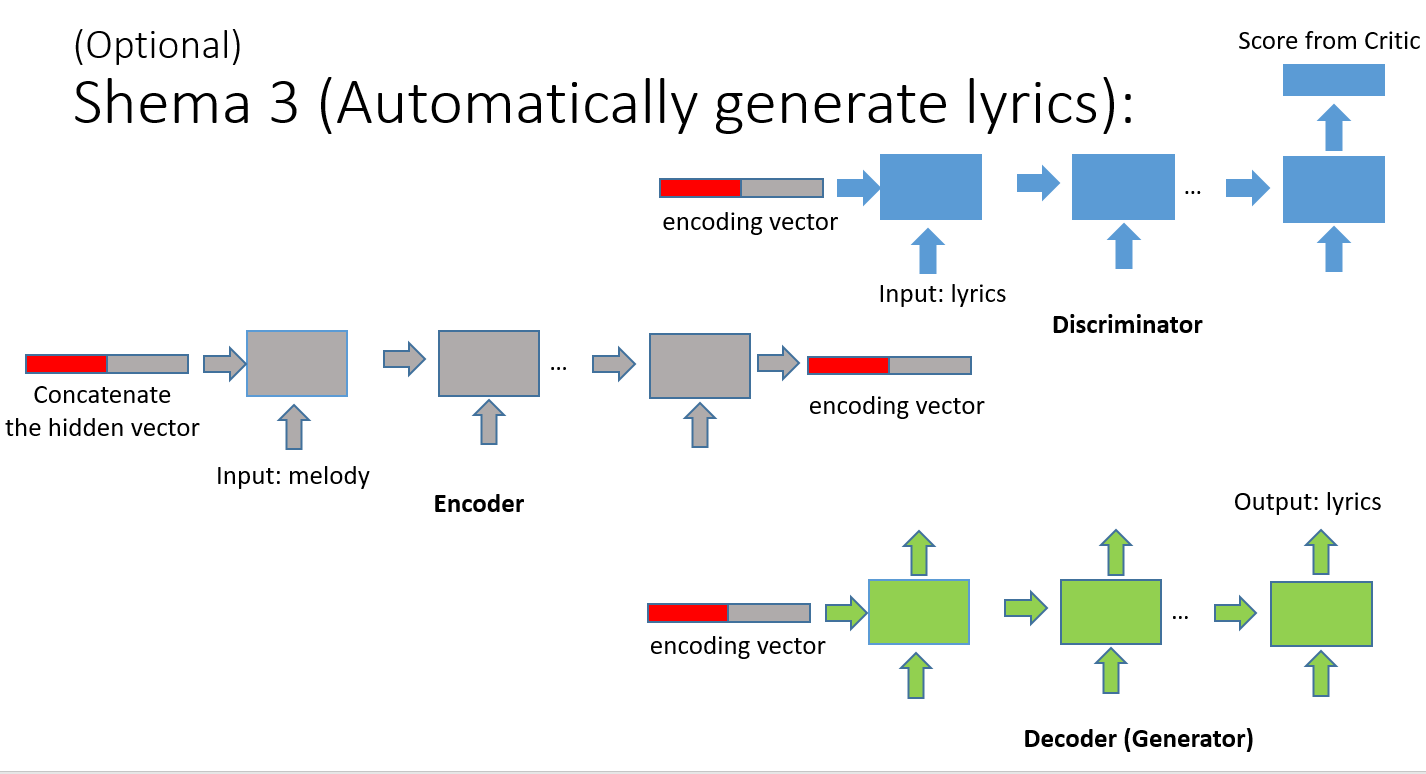 (Optional)
Shema 3 (Automatically generate lyrics):
Score from Critic
encoding vector
...
Input: lyrics
Discriminator
Concatenate
the hidden vector
...
encoding vector
Input: melody
Encoder
Output: lyrics
encoding vector
...
Decoder (Generator)